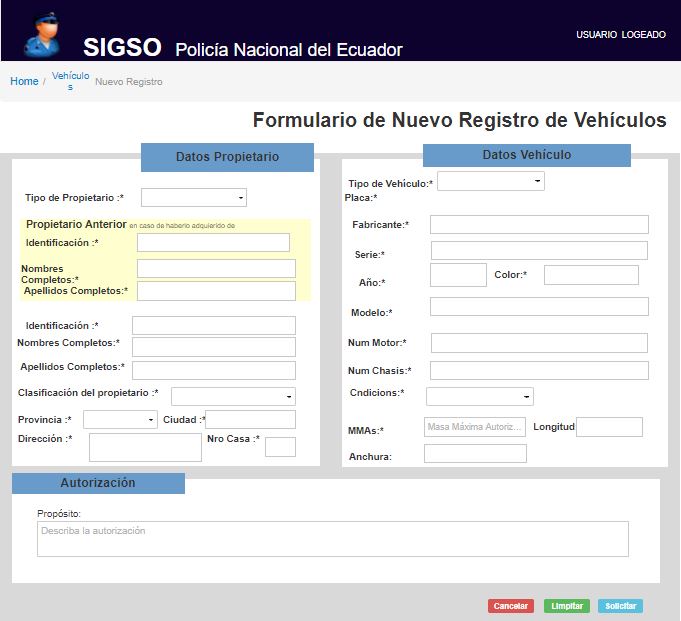 SIGSO Policía Nacional del Ecuador
USUARIO LOGEADO
Home / Vehículo
s / Nuevo Registro
Formulario de Nuevo Registro de Vehículos
Datos Propietario
Tipo de Propietario :*
Propietario Anterior en caso de haberlo adquierido de
Identificación :*
Nombres
Completos:*
Apellidos Completos:*
Identificación :*
Nombres Completos:*
Apellidos Completos:*
Clasificación del propietario :*
Provincia :* Ciudad :*
Dirección :* Nro Casa :*
Datos Vehículo
Tipo de Vehículo:*
Placa:*
Fabricante:*
Serie:*
Año:* Color:*
Modelo:*
Num Motor:*
Num Chasis:*
Cndicions:*
MMAs:* Masa Máxima Autoriz... Longitud
Anchura:
Autorización
Propósito:
Describa la autorización
Cancelar Limpitar Solicitar